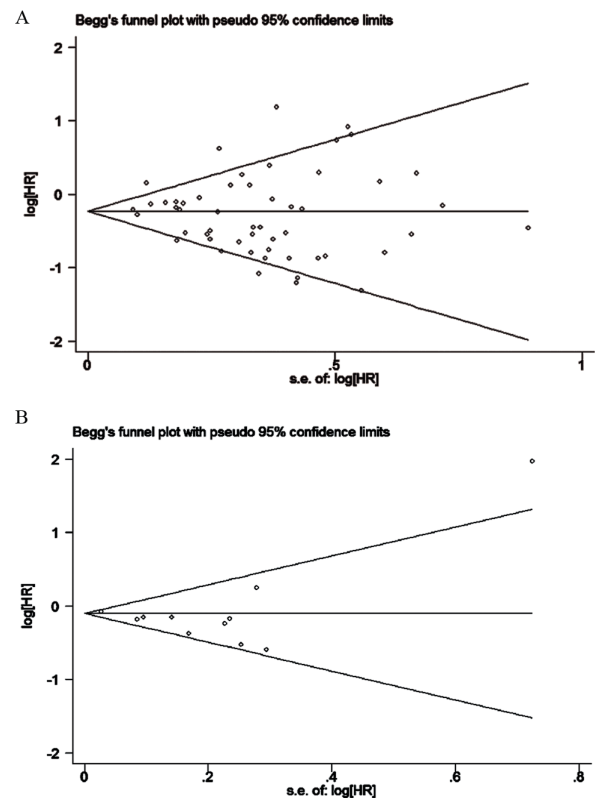 A
Begg's funnel plot with pseudo 95% confidence limits
log[HR]
2
1
0
-1
-2
0
.5
1
s.e. of: log[HR]
B
Begg's funnel plot with pseudo 95% confidence limits
log[HR]
2
1
0
-1
-2
0
.2
.4
.6
.8
s.e. of: log[HR]